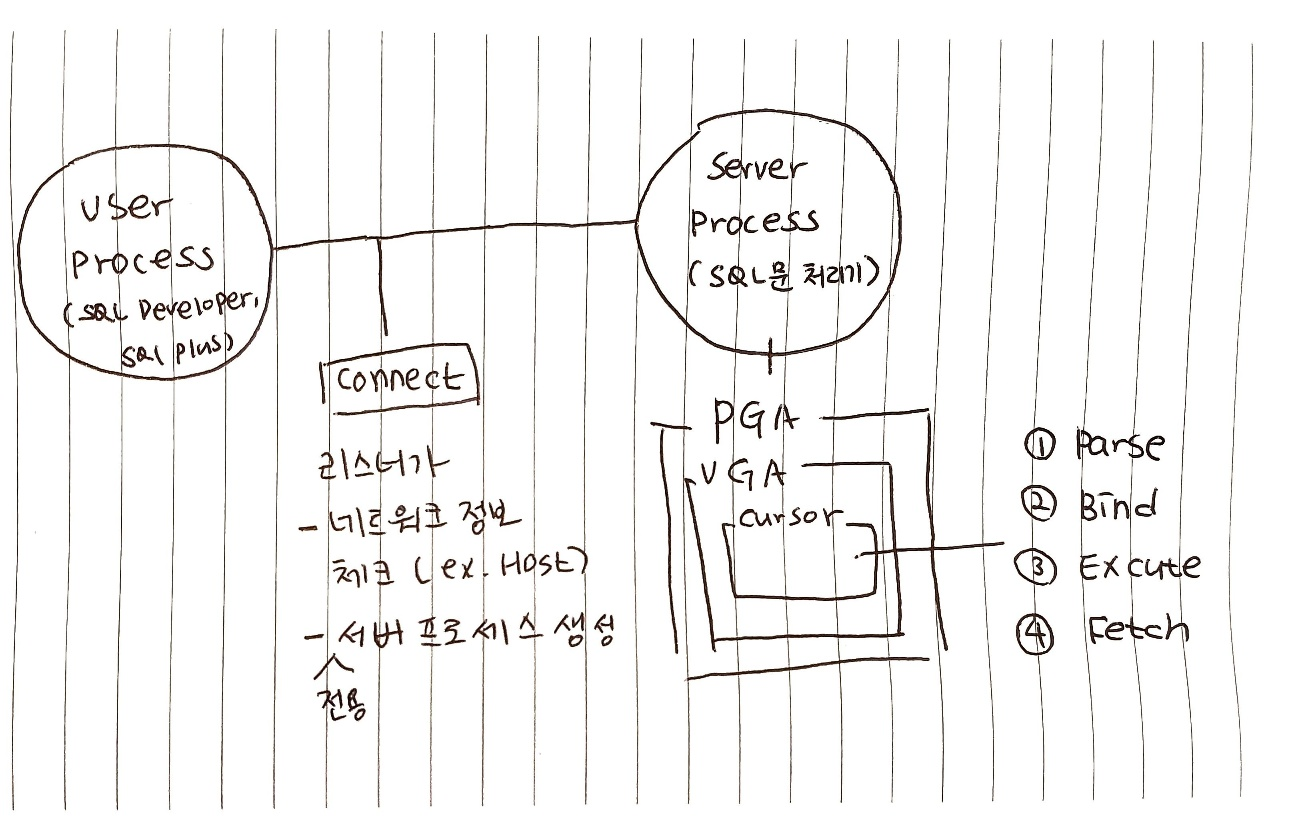 User
Process
(SQL Developer,
SQL Plus)
Server
Process
(SQL문 처리기)
Connect
리스너가
- 네트워크 정보
체크 (ex. Host)
- 서버 프로세스 생성
전용
PGA
UGA
Cursor
① Parse
② Bind
③ Excute
④ Fetch